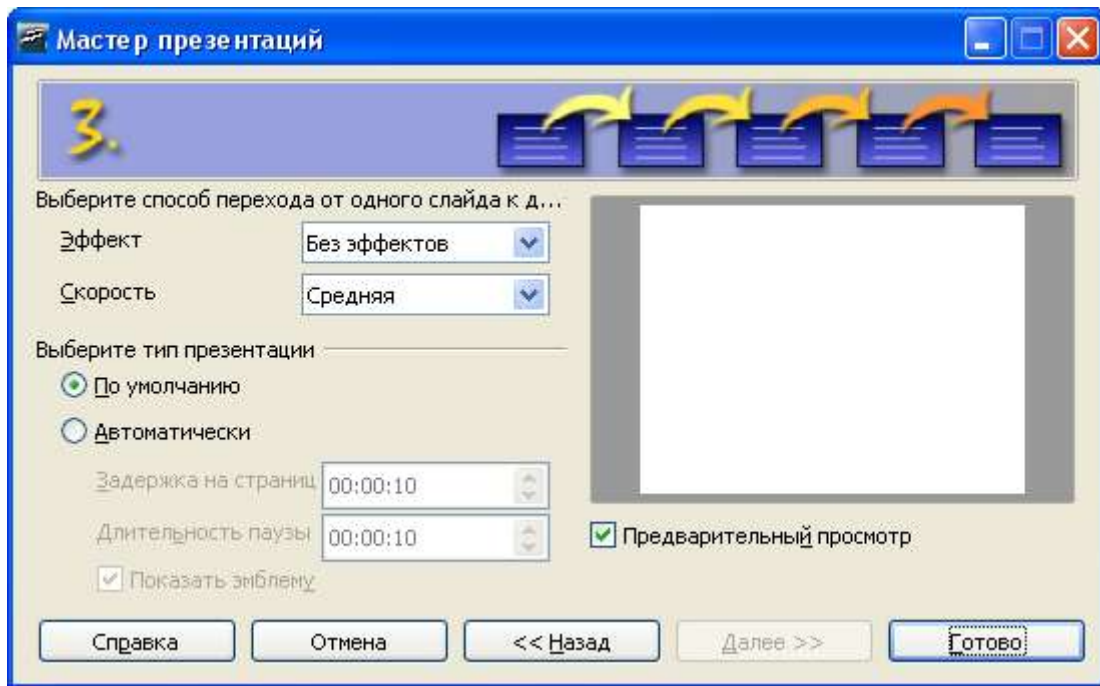 Мастер презентаций
3.
Выберите способ перехода от одного слайда к д...
Эффект
Без эффектов
Скорость
Средняя
Выберите тип презентации
По умолчанию
Автоматически
Задержка на страниц
00:00:10
Длительность паузы
00:00:10
Показать эмблему
Предварительный просмотр
Справка
Отмена
<< Назад
Далее >>
Готово